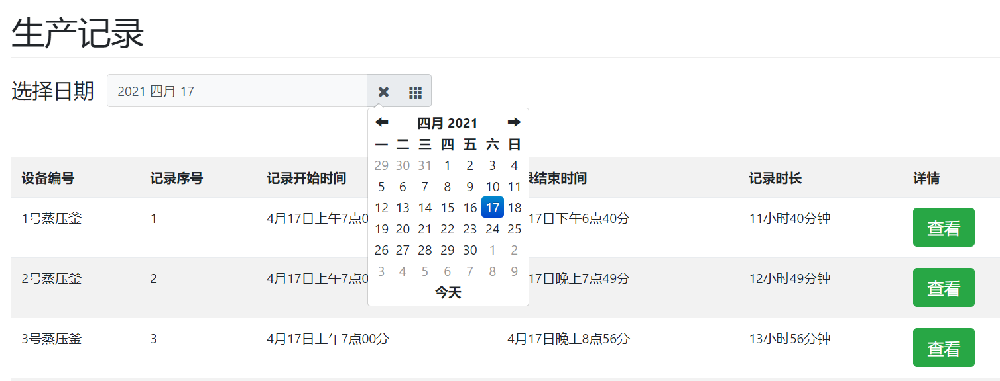 生产记录
选择日期 2021 四月 17
四月 2021
一 二 三 四 五 六 日
29 30 31 1 2 3 4
5 6 7 8 9 10 11
12 13 14 15 16 17 18
19 20 21 22 23 24 25
26 27 28 29 30 1 2
3 4 5 6 7 8 9
今天
设备编号 记录序号 记录开始时间 录结束时间 记录时长 详情
1号蒸压釜 1 4月17日上午7点0 17日下午6点40分 11小时40分钟 查看
2号蒸压釜 2 4月17日上午7点0 17日晚上7点49分 12小时49分钟 查看
3号蒸压釜 3 4月17日上午7点00分 4月17日晚上8点56分 13小时56分钟 查看